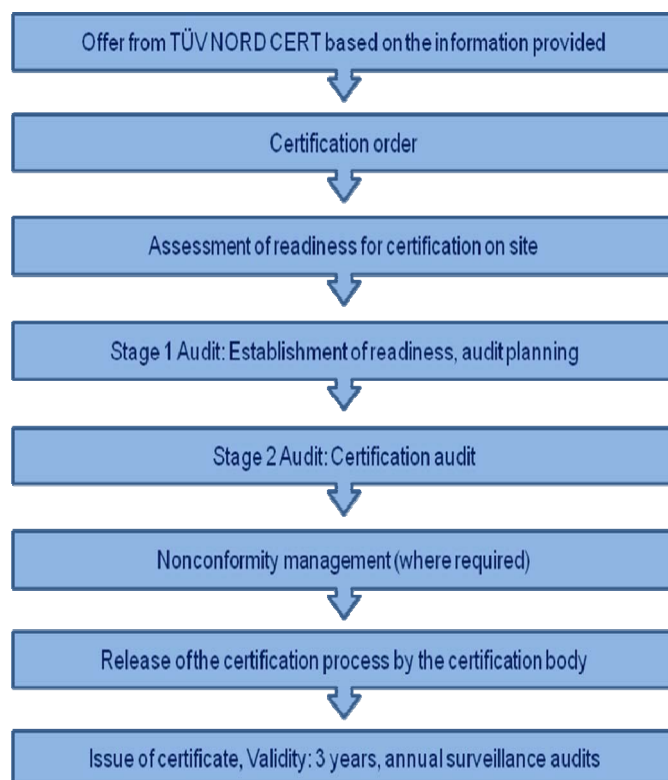 Offer from TÜV NORD CERT based on the information provided
Certification order
Assessment of readiness for certification on site
Stage 1 Audit: Establishment of readiness, audit planning
Stage 2 Audit: Certification audit
Nonconformity management (where required)
Release of the certification process by the certification body
Issue of certificate, Validity: 3 years, annual surveillance audits